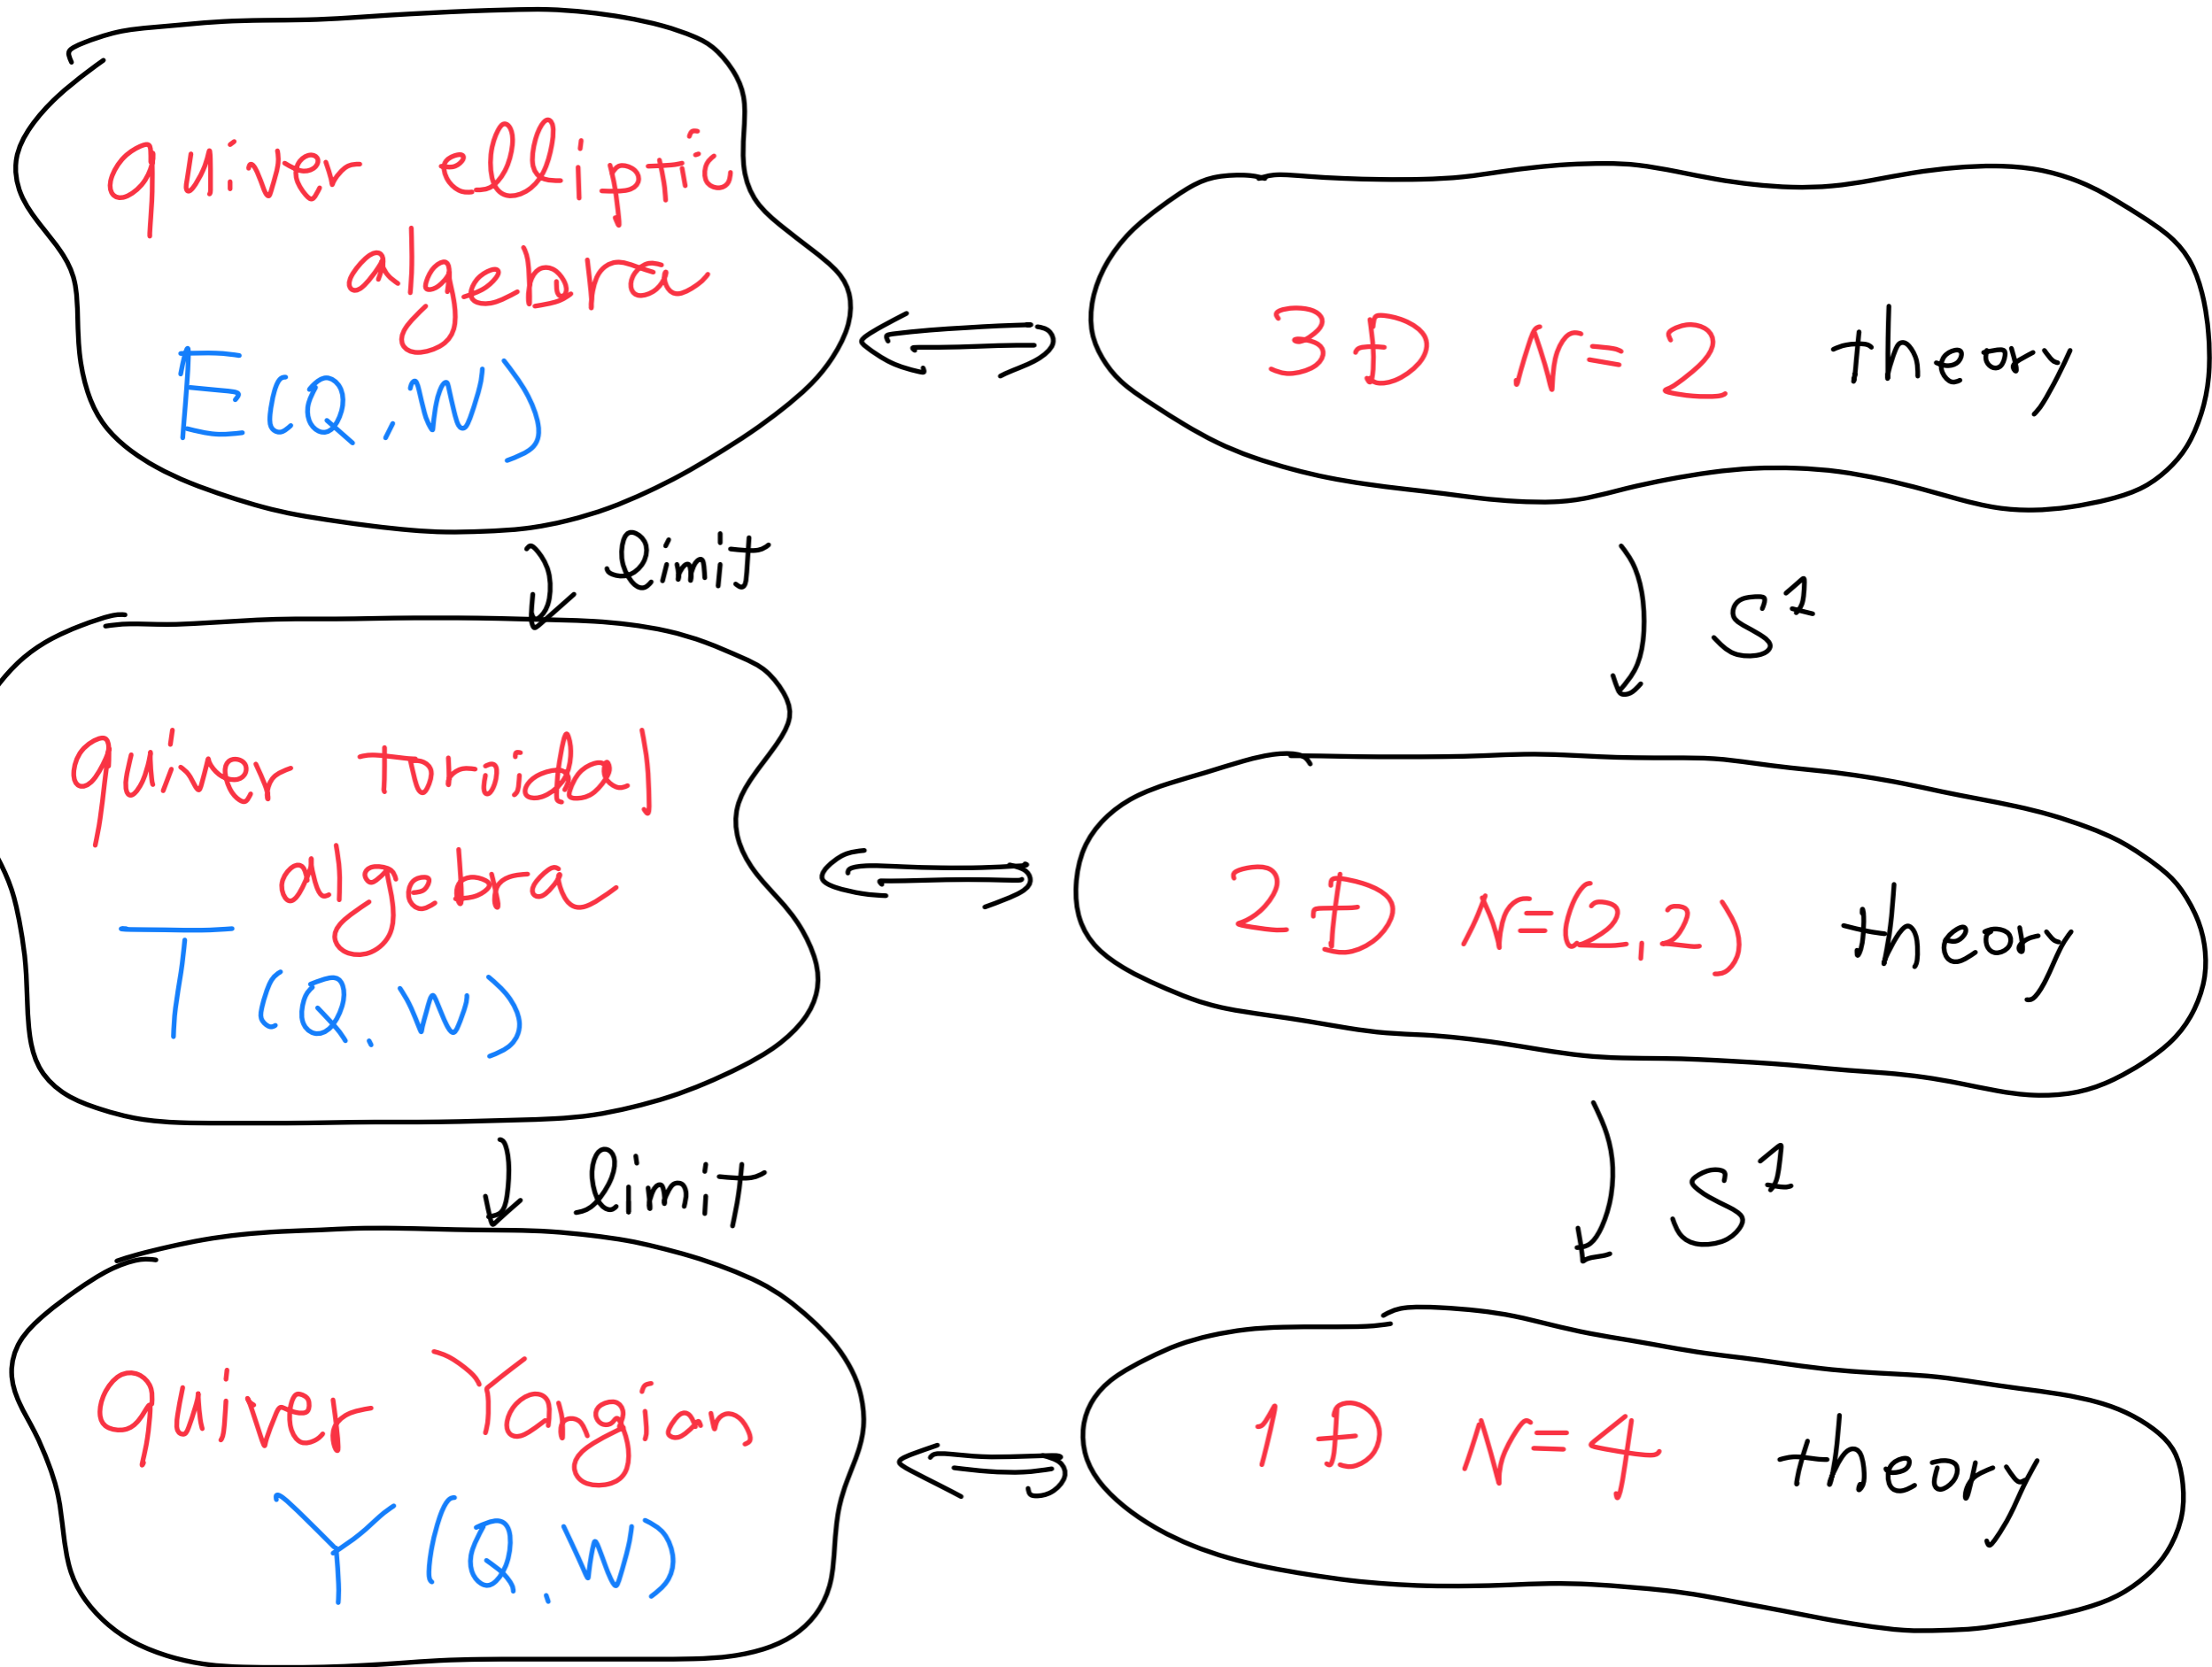 quiver elliptic
algebra
E(Q, W)
3D N=2 theory
limit
S¹
quiver toroidal
algebra
T(Q, W)
2D N=(2,2) theory
limit
S¹
quiver Yangian
Y(Q, W)
1D N=4 theory